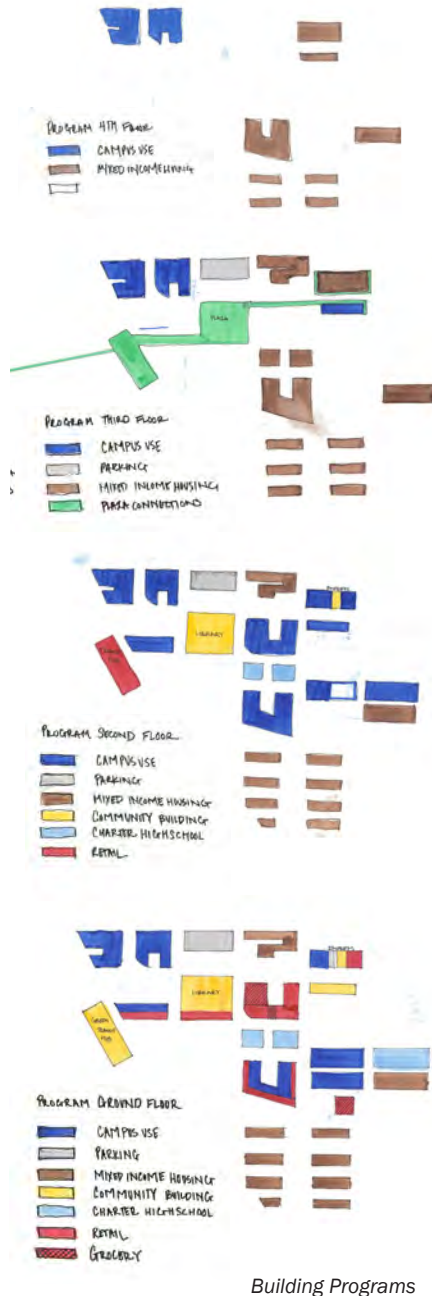 PROGRAM 4TH FLOOR
CAMPUS USE
MIXED INCOME LIVING
PLAZA
PROGRAM THIRD FLOOR
CAMPUS USE
PARKING
MIXED INCOME HOUSING
PLAZA CONNECTIONS
LIBRARY
PROGRAM SECOND FLOOR
CAMPUS USE
PARKING
MIXED INCOME HOUSING
COMMUNITY BUILDING
CHARTER HIGHSCHOOL
RETAIL
LIBRARY
PROGRAM GROUND FLOOR
CAMPUS USE
PARKING
MIXED INCOME HOUSING
COMMUNITY BUILDING
CHARTER HIGHSCHOOL
RETAIL
GROCERY
Building Programs